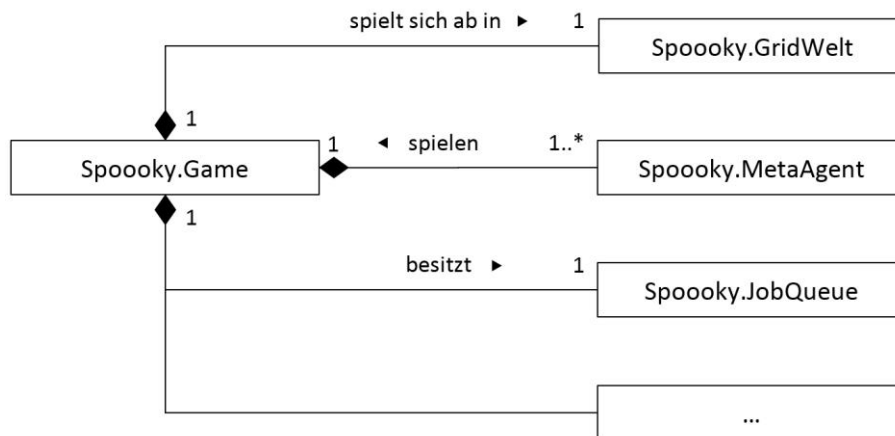 spielt sich ab in ► 1
Spoooky.GridWelt
1
Spoooky.Game
1 ◄ spielen 1..*
Spoooky.MetaAgent
1
besitzt ► 1
Spoooky.JobQueue
...